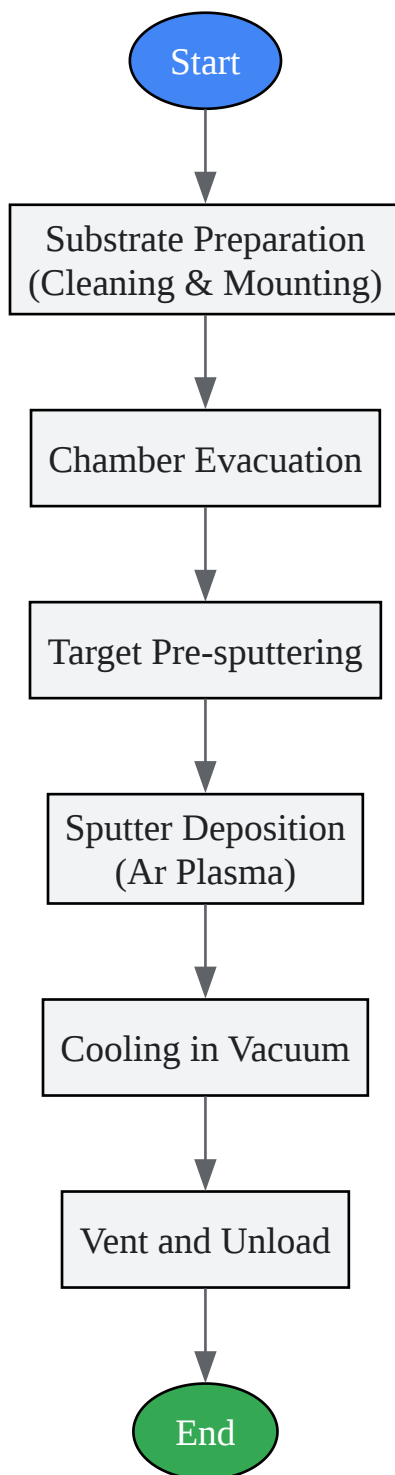 Start
Substrate Preparation
(Cleaning & Mounting)
Chamber Evacuation
Target Pre-sputtering
Sputter Deposition
(Ar Plasma)
Cooling in Vacuum
Vent and Unload
End